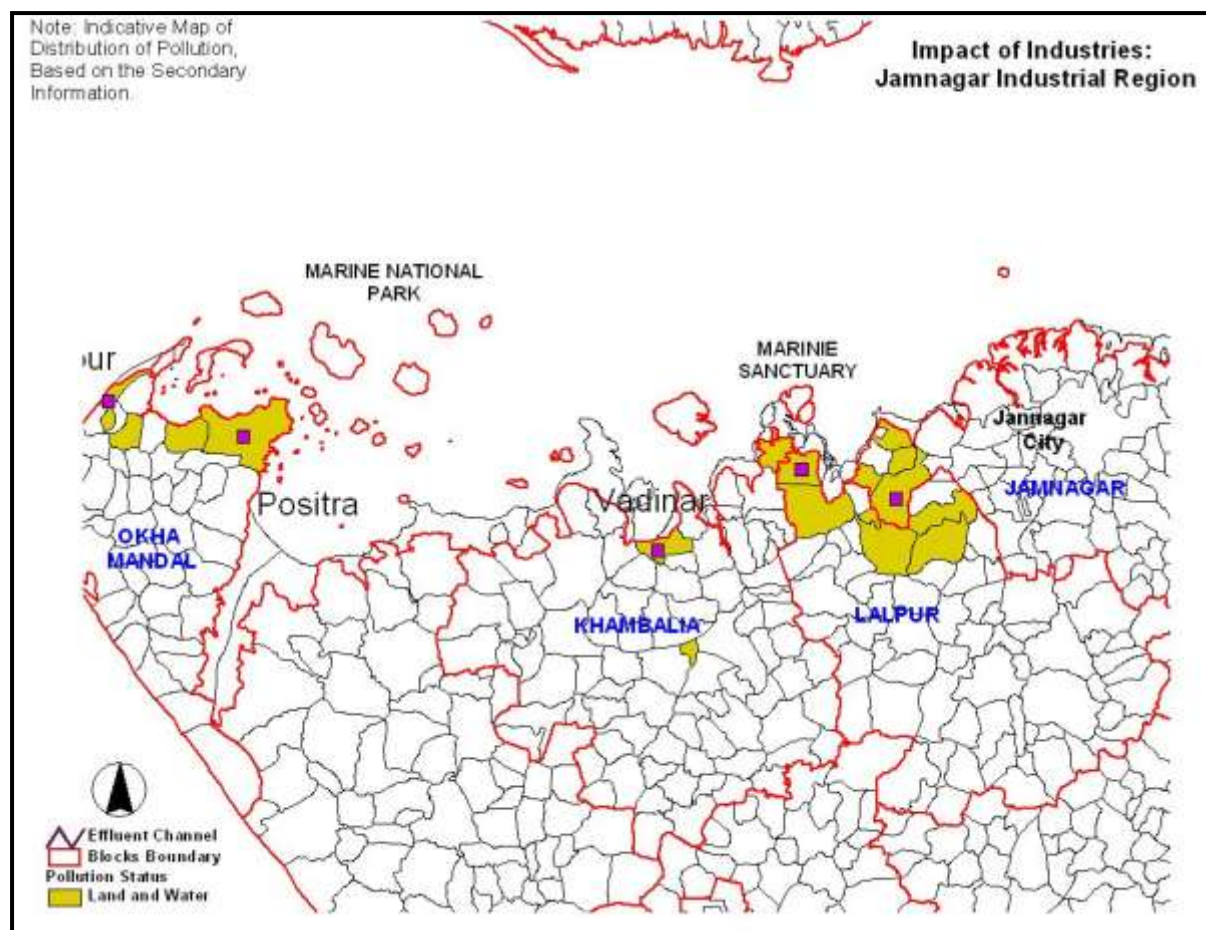 Note: Indicative Map of
Distribution of Pollution,
Based on the Secondary
Information.
Impact of Industries:
Jamnagar Industrial Region
MARINE NATIONAL
PARK
MARINIE
SANCTUARY
our
Jannagar
City
JAMNAGAR
Positra
Vadinar
OKHA
MANDAL
KHAMBALIA
LALPUR
Effluent Channel
Blocks Boundary
Pollution Status
Land and Water